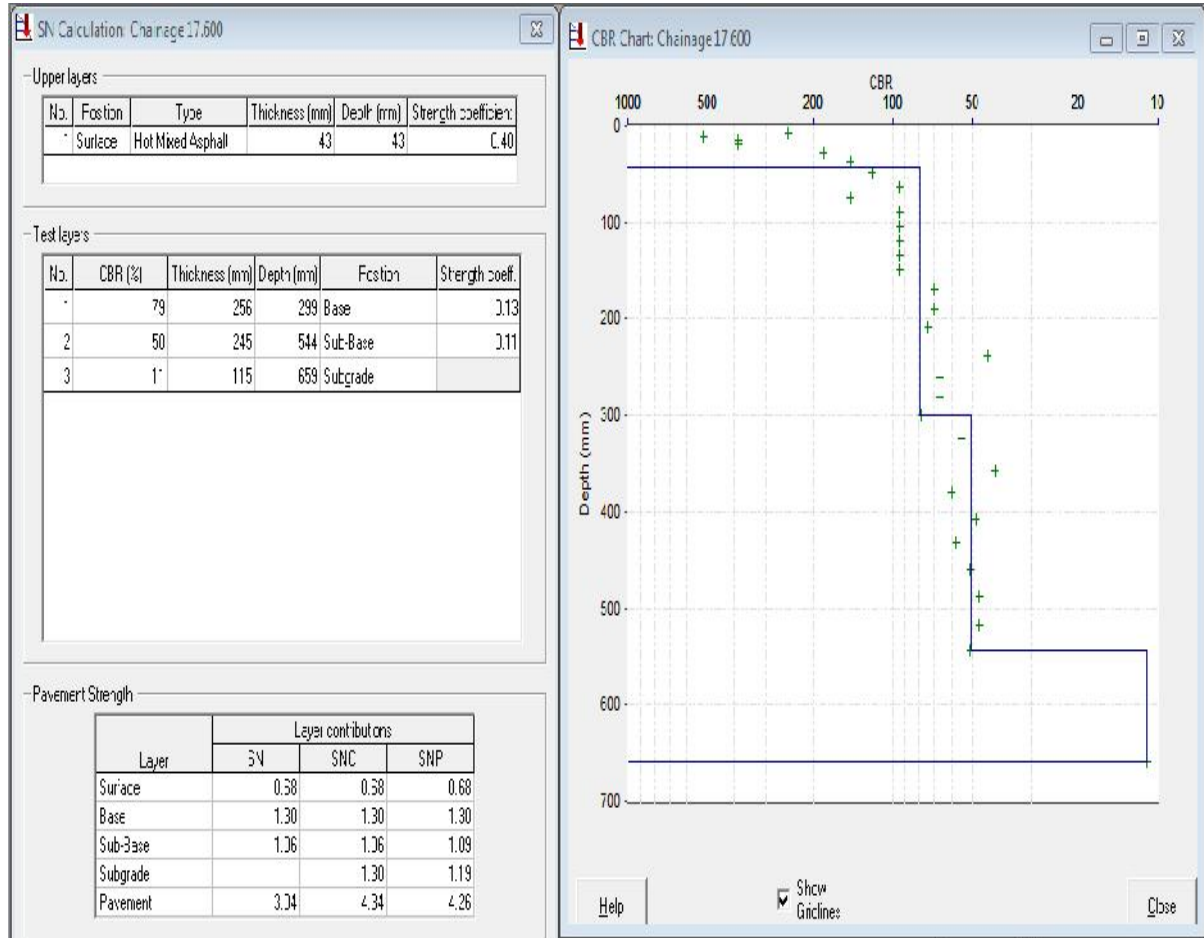 SN Calculation: Chainage 17.600
Upper layers
No. Position Type Thickness (mm) Depth (mm) Strength coefficient
1 Surface Hot Mixed Asphalt 43 43 0.40
Test layers
No. CBR (%) Thickness (mm) Depth (mm) Position Strength coeff.
1 79 256 299 Base 0.13
2 50 245 544 Sub-Base 0.11
3 11 115 659 Subgrade
Pavement Strength
Layer contributions
Layer SN SNC SNP
Surface 0.68 0.68 0.68
Base 1.30 1.30 1.30
Sub-Base 1.06 1.06 1.09
Subgrade 1.30 1.19
Pavement 3.04 4.34 4.26
CBR Chart: Chainage 17.600
CBR
1000 500 200 100 50 20 10
0
100
200
300
400
500
600
700
Depth (mm)
Help
Show
Gridlines
Close